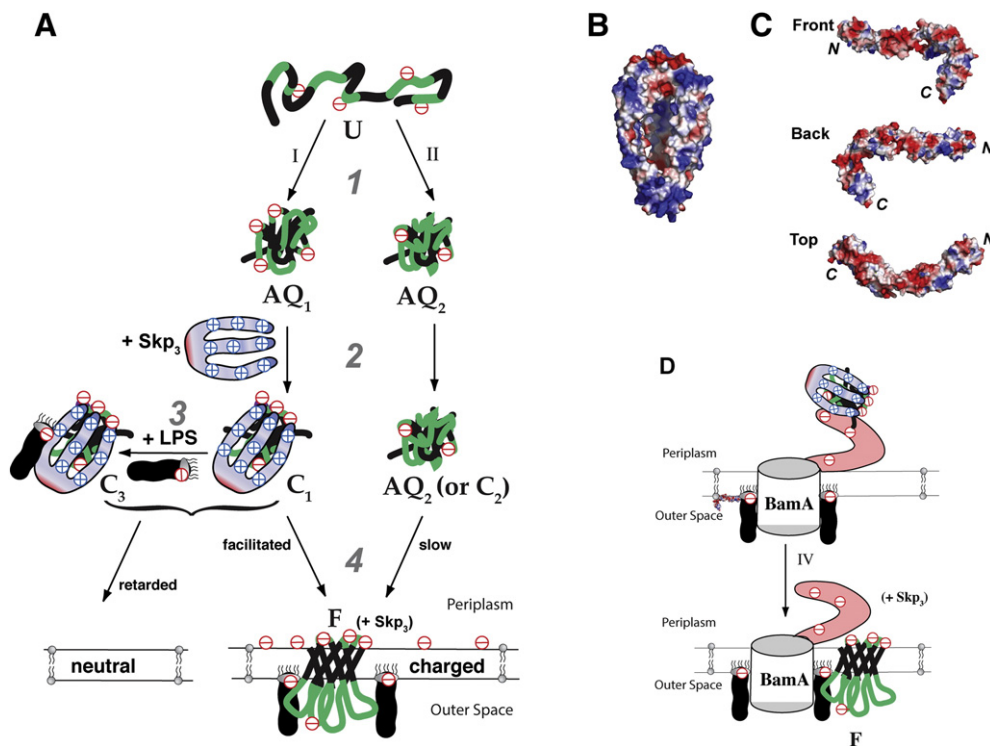 A
U
I
II
1
AQ1
AQ2
+ Skp3
2
3
+ LPS
C3
C1
AQ2 (or C2)
facilitated
slow
4
retarded
F (+ Skp3)
Periplasm
neutral
charged
Outer Space
B
C
Front
N
C
Back
N
C
Top
N
C
D
Periplasm
BamA
Outer Space
IV
(+ Skp3)
Periplasm
BamA
Outer Space
F